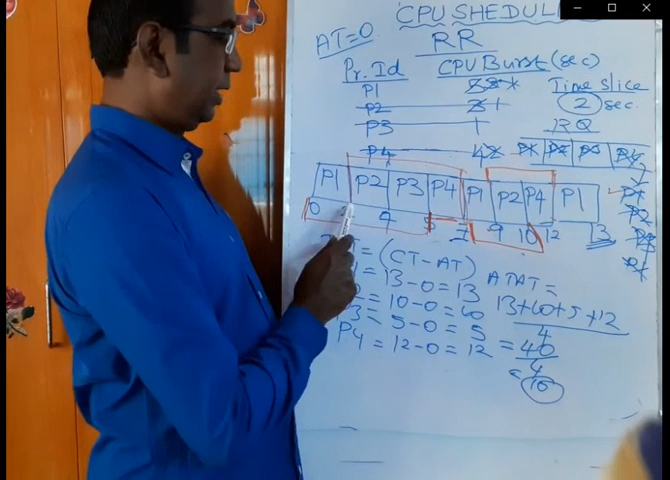 CPU SHEDUL
AT=0
RR
Pr. Id CPU Burst (sec)
P1
P2
P3 1
P4
Time Slice
2 sec.
RQ
P1 P2 P3 P4 P1 P2 P4 P1
0 4 5 7 9 10 12 13
= (CT-AT)
= 13-0 = 13
= 10-0 = 10
= 5-0 = 5
P4 = 12-0 = 12
ATAT =
13+10+5+12
4
= 40
4
= 10